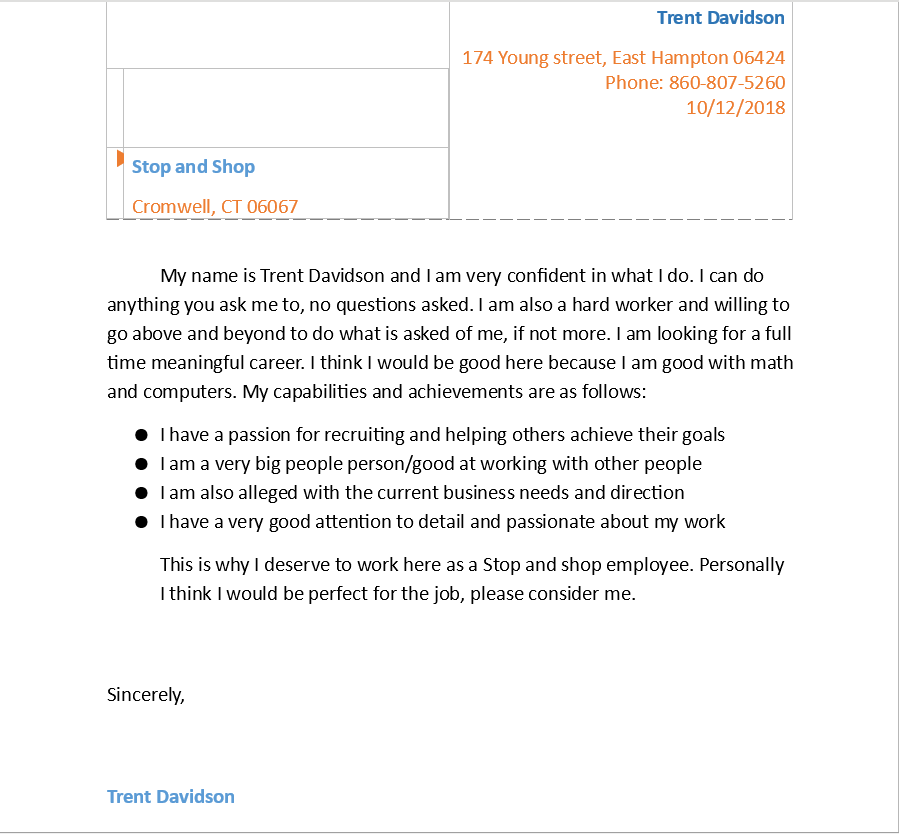 Trent Davidson
174 Young street, East Hampton 06424
Phone: 860-807-5260
10/12/2018
Stop and Shop
Cromwell, CT 06067
My name is Trent Davidson and I am very confident in what I do. I can do
anything you ask me to, no questions asked. I am also a hard worker and willing to
go above and beyond to do what is asked of me, if not more. I am looking for a full
time meaningful career. I think I would be good here because I am good with math
and computers. My capabilities and achievements are as follows:
● I have a passion for recruiting and helping others achieve their goals
● I am a very big people person/good at working with other people
● I am also alleged with the current business needs and direction
● I have a very good attention to detail and passionate about my work
This is why I deserve to work here as a Stop and shop employee. Personally
I think I would be perfect for the job, please consider me.
Sincerely,
Trent Davidson